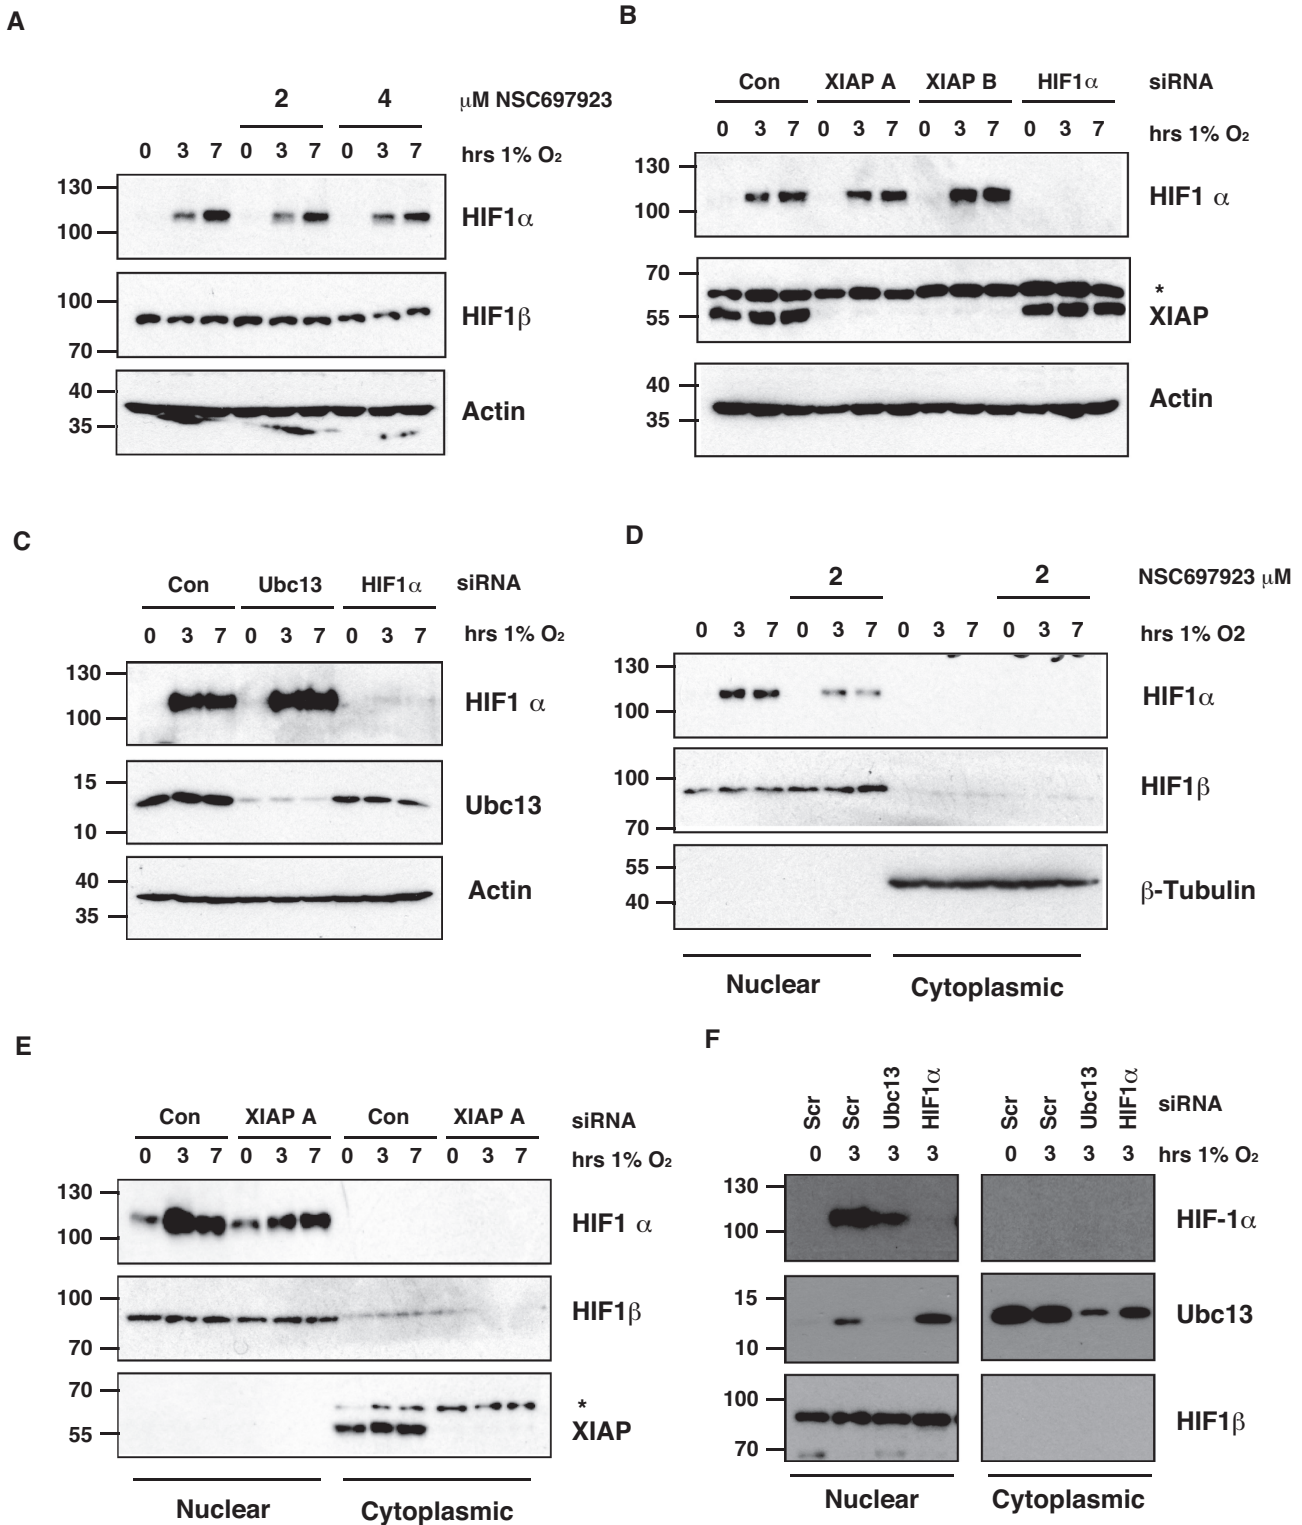 A
2 4 μM NSC697923
0 3 7 0 3 7 0 3 7 hrs 1% O2
130
100
HIF1α
100
70
HIF1β
40
35
Actin
B
Con XIAP A XIAP B HIF1α siRNA
0 3 7 0 3 7 0 3 7 0 3 7 hrs 1% O2
130
100
HIF1 α
70
55
*
XIAP
40
35
Actin
C
Con Ubc13 HIF1α siRNA
0 3 7 0 3 7 0 3 7 hrs 1% O2
130
100
HIF1 α
15
10
Ubc13
40
35
Actin
D
2 2 NSC697923 μM
0 3 7 0 3 7 0 3 7 0 3 7 hrs 1% O2
130
100
HIF1α
100
70
HIF1β
55
40
β-Tubulin
Nuclear Cytoplasmic
E
Con XIAP A Con XIAP A siRNA
0 3 7 0 3 7 0 3 7 0 3 7 hrs 1% O2
130
100
HIF1 α
100
70
HIF1β
70
55
*
XIAP
Nuclear Cytoplasmic
F
Scr Scr Ubc13 HIF1α Scr Scr Ubc13 HIF1α siRNA
0 3 3 3 0 3 3 3 hrs 1% O2
130
100
HIF-1α
15
10
Ubc13
100
70
HIF1β
Nuclear Cytoplasmic